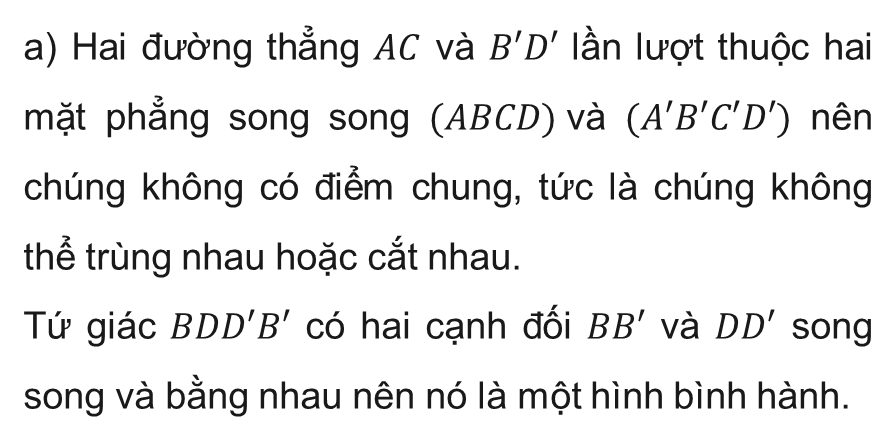 a) Hai đường thẳng AC và B′D′ lần lượt thuộc hai
mặt phẳng song song (ABCD) và (A′B′C′D′) nên
chúng không có điểm chung, tức là chúng không
thể trùng nhau hoặc cắt nhau.
Tứ giác BDD′B′ có hai cạnh đối BB′ và DD′ song
song và bằng nhau nên nó là một hình bình hành.